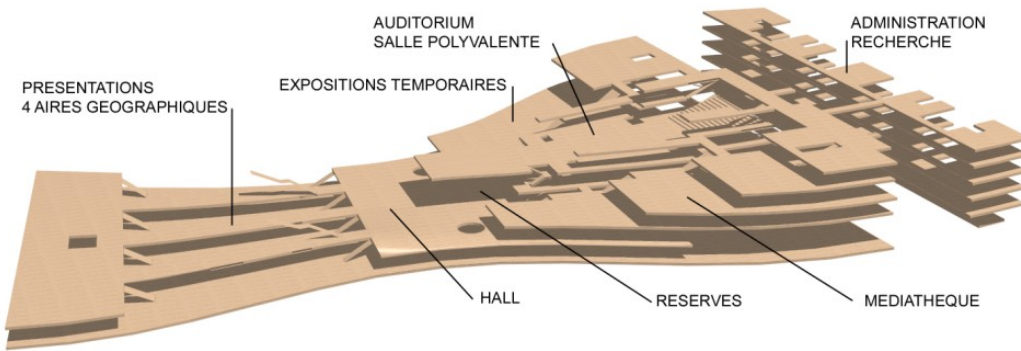 AUDITORIUM
SALLE POLYVALENTE
ADMINISTRATION
RECHERCHE
PRESENTATIONS
4 AIRES GEOGRAPHIQUES
EXPOSITIONS TEMPORAIRES
HALL
RESERVES
MEDIATHEQUE